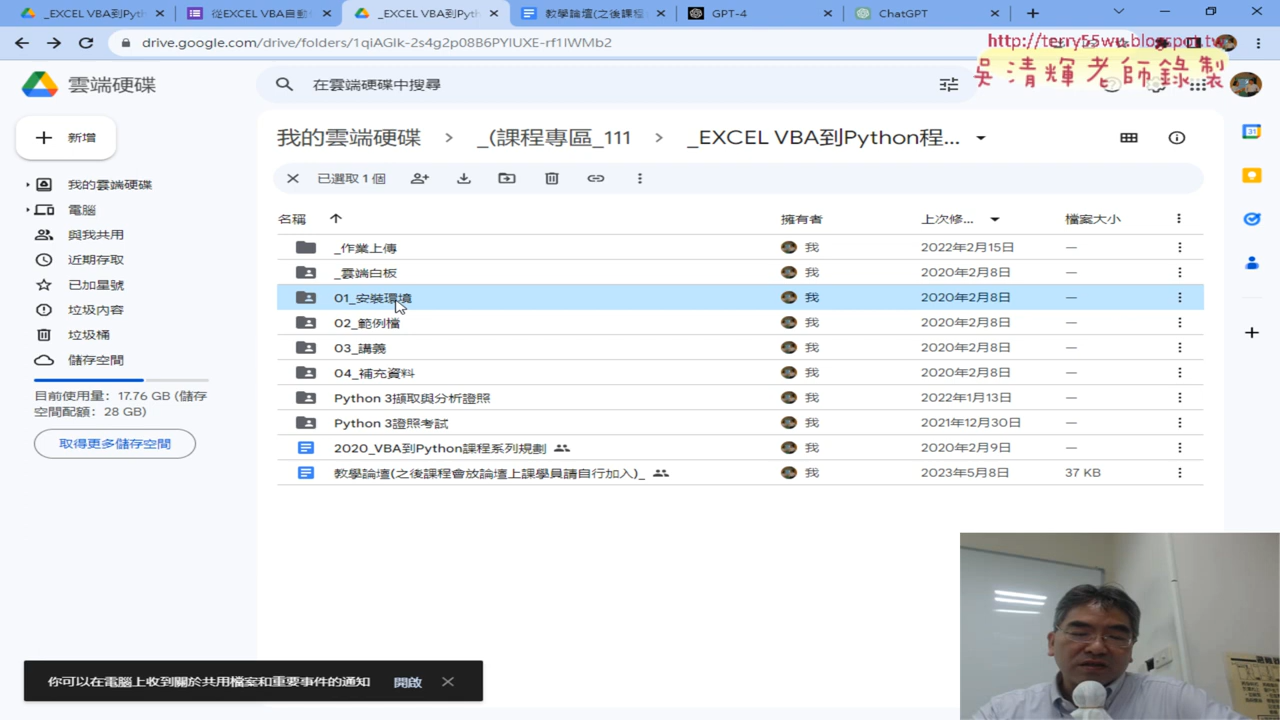 _EXCEL VBA到Pyth
從EXCEL VBA自動
_EXCEL VBA到Pyth
教學論壇(之後課程
GPT-4
ChatGPT
drive.google.com/drive/folders/1qiAGlk-2s4g2p08B6PYlUXE-rf1IWMb2
http://terry55wu.blogspot.tw
吳清輝老師錄製
雲端硬碟
在雲端硬碟中搜尋
新增
我的雲端硬碟
電腦
與我共用
近期存取
已加星號
垃圾內容
垃圾桶
儲存空間
目前使用量：17.76 GB (儲存
空間配額：28 GB)
取得更多儲存空間
我的雲端硬碟 > _(課程專區_111 > _EXCEL VBA到Python程...
已選取 1 個
名稱 擁有者 上次修... 檔案大小
_作業上傳 我 2022年2月15日 —
_雲端白板 我 2020年2月8日 —
01_安裝環境 我 2020年2月8日 —
02_範例檔 我 2020年2月8日 —
03_講義 我 2020年2月8日 —
04_補充資料 我 2020年2月8日 —
Python 3擷取與分析證照 我 2022年1月13日 —
Python 3證照考試 我 2021年12月30日 —
2020_VBA到Python課程系列規劃 我 2020年2月9日 —
教學論壇(之後課程會放論壇上課學員請自行加入)_ 我 2023年5月8日 37 KB
31
你可以在電腦上收到關於共用檔案和重要事件的通知 開啟